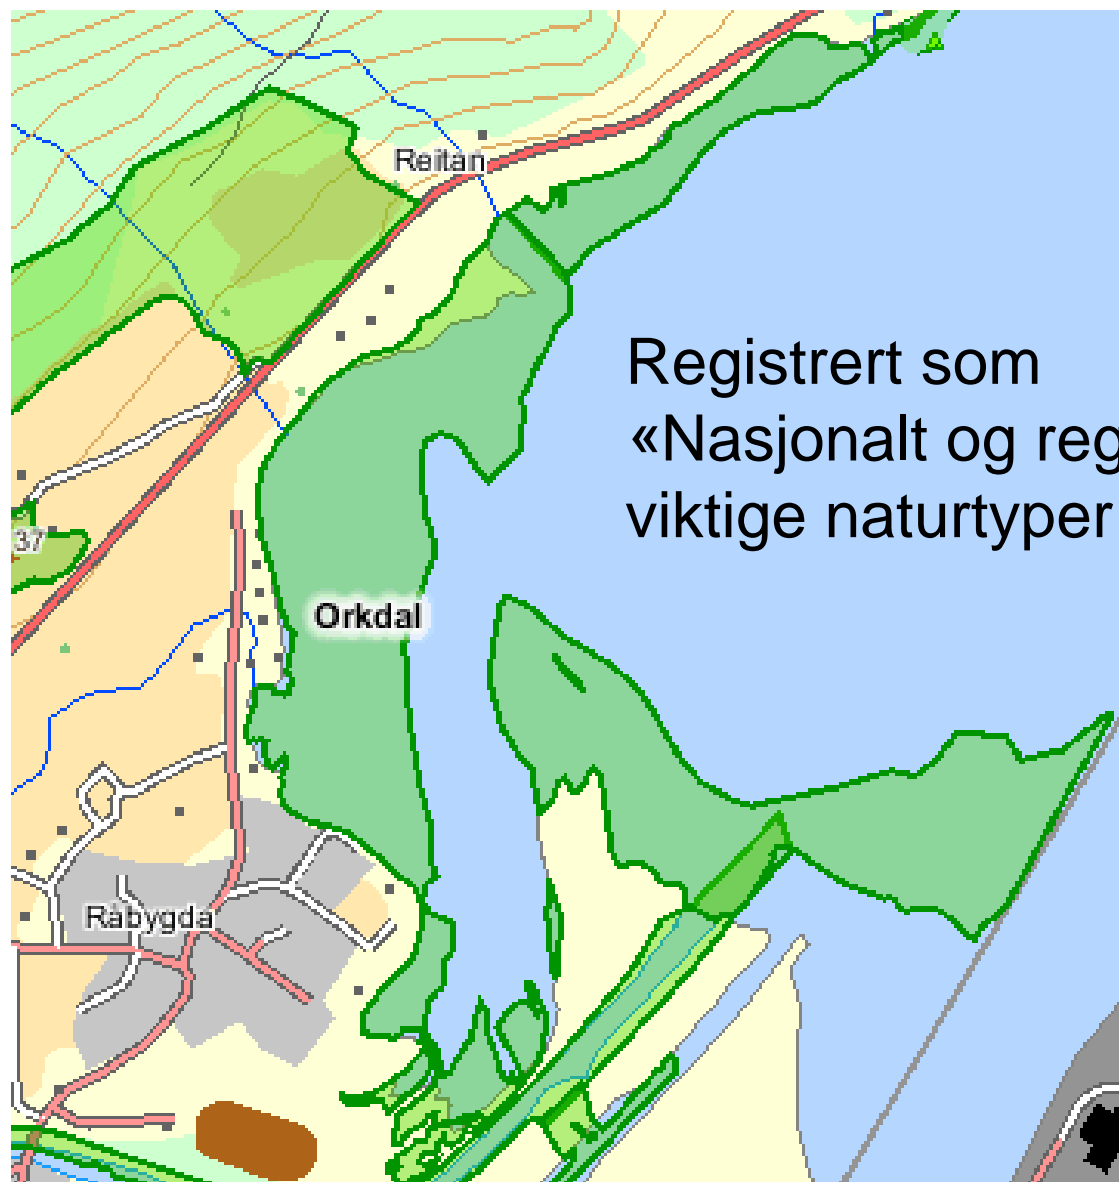 Reitan
Registrert som
«Nasjonalt og reg
viktige naturtyper
37
Orkdal
Råbygda